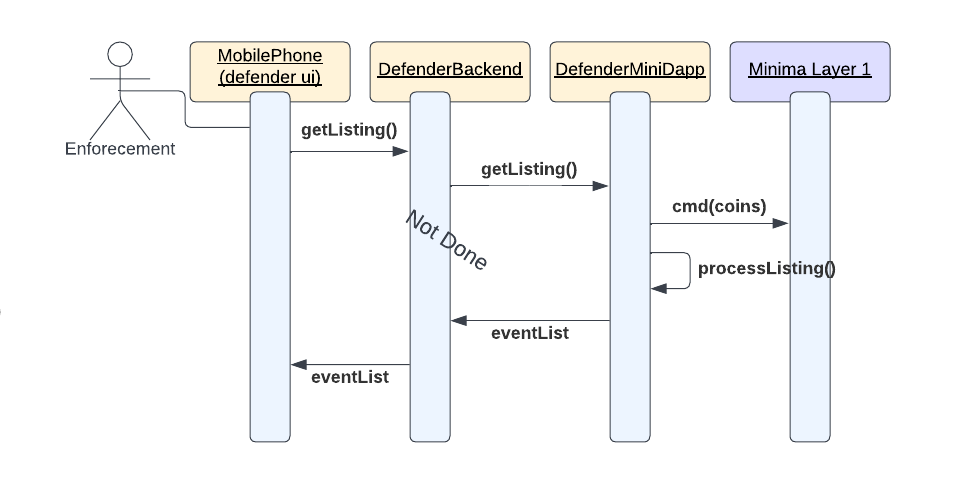 MobilePhone
(defender ui)
DefenderBackend
DefenderMiniDapp
Minima Layer 1
Enforecement
getListing()
getListing()
cmd(coins)
Not Done
processListing()
eventList
eventList